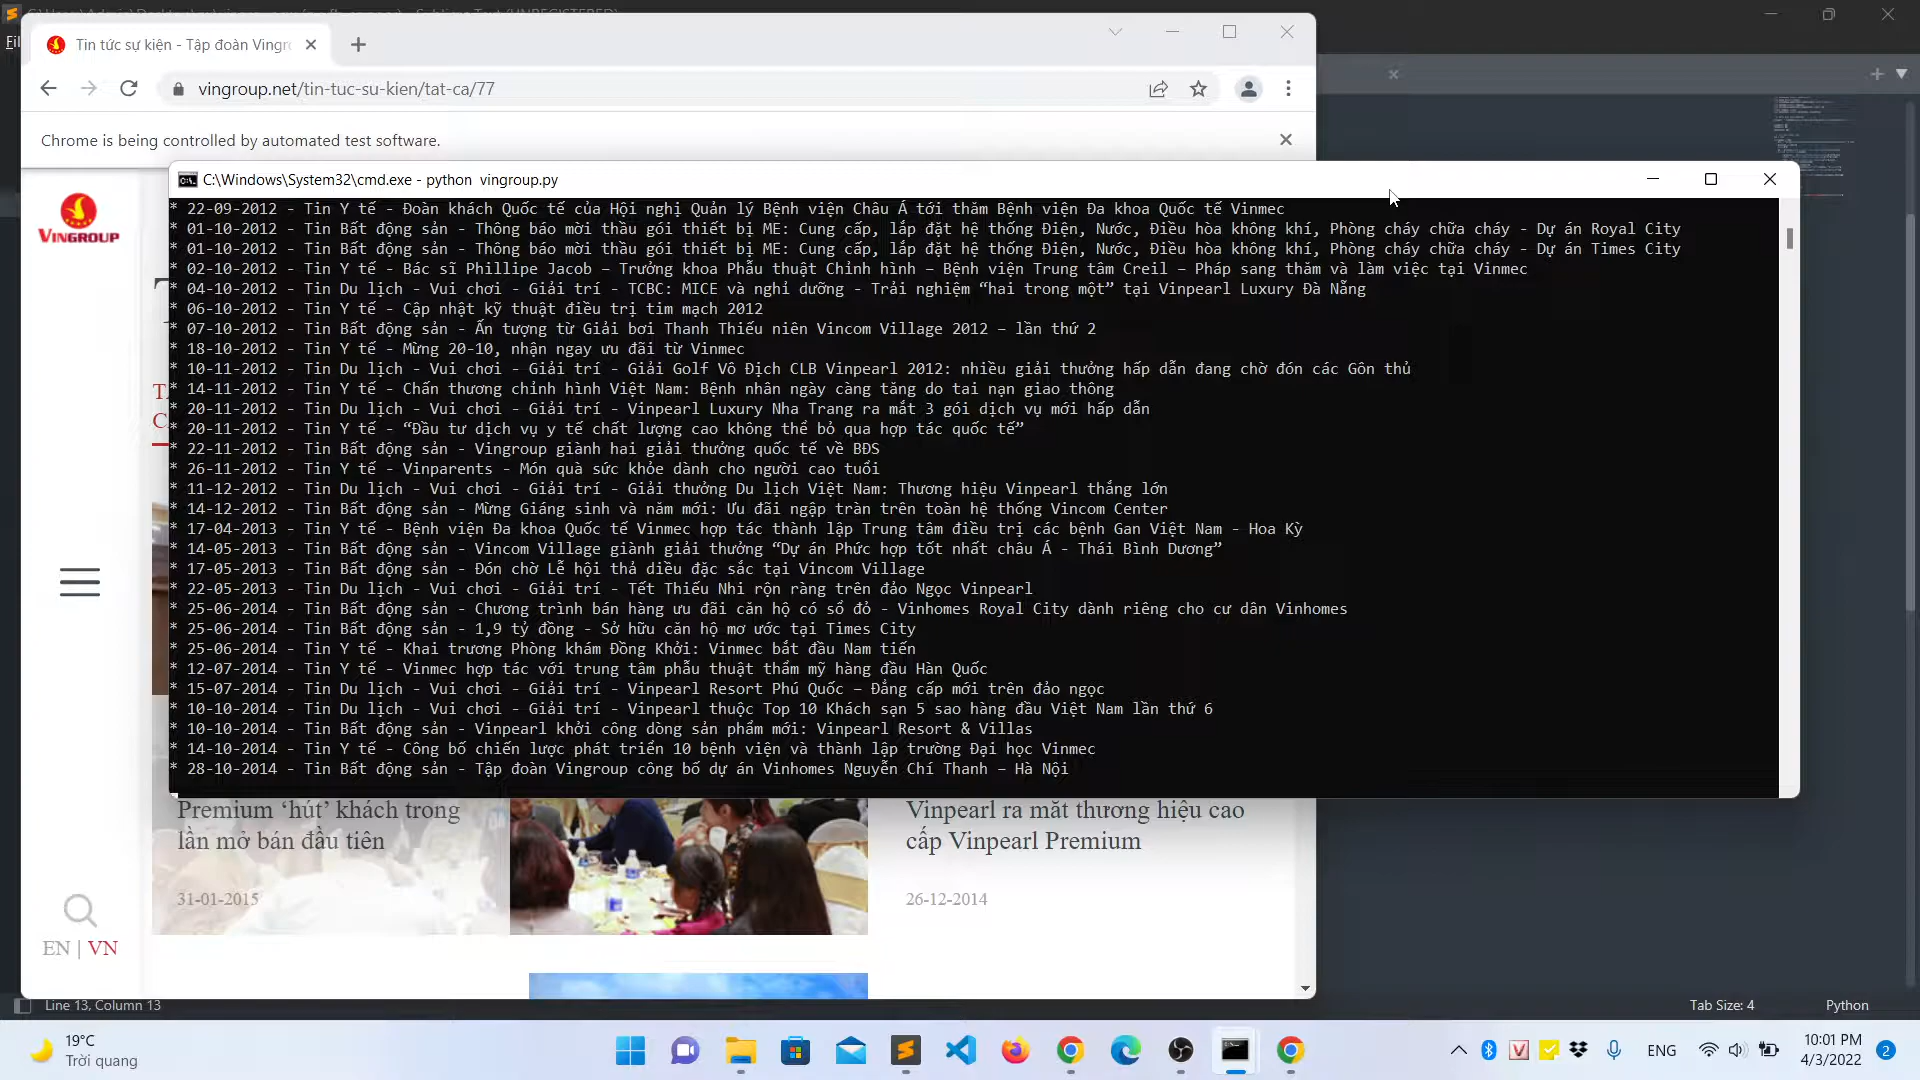 Tin tức sự kiện - Tập đoàn Vingr
vingroup.net/tin-tuc-su-kien/tat-ca/77
Chrome is being controlled by automated test software.
VINGROUP
C:\Windows\System32\cmd.exe - python vingroup.py
* 22-09-2012 - Tin Y tế - Đoàn khách Quốc tế của Hội nghị Quản lý Bệnh viện Châu Á tới thăm Bệnh viện Đa khoa Quốc tế Vinmec
* 01-10-2012 - Tin Bất động sản - Thông báo mời thầu gói thiết bị ME: Cung cấp, lắp đặt hệ thống Điện, Nước, Điều hòa không khí, Phòng cháy chữa cháy - Dự án Royal City
* 01-10-2012 - Tin Bất động sản - Thông báo mời thầu gói thiết bị ME: Cung cấp, lắp đặt hệ thống Điện, Nước, Điều hòa không khí, Phòng cháy chữa cháy - Dự án Times City
* 02-10-2012 - Tin Y tế - Bác sĩ Phillipe Jacob – Trưởng khoa Phẫu thuật Chỉnh hình – Bệnh viện Trung tâm Creil – Pháp sang thăm và làm việc tại Vinmec
* 04-10-2012 - Tin Du lịch - Vui chơi - Giải trí - TCBC: MICE và nghỉ dưỡng - Trải nghiệm “hai trong một” tại Vinpearl Luxury Đà Nẵng
* 06-10-2012 - Tin Y tế - Cập nhật kỹ thuật điều trị tim mạch 2012
* 07-10-2012 - Tin Bất động sản - Ấn tượng từ Giải bơi Thanh Thiếu niên Vincom Village 2012 – lần thứ 2
* 18-10-2012 - Tin Y tế - Mừng 20-10, nhận ngay ưu đãi từ Vinmec
* 10-11-2012 - Tin Du lịch - Vui chơi - Giải trí - Giải Golf Vô Địch CLB Vinpearl 2012: nhiều giải thưởng hấp dẫn đang chờ đón các Gôn thủ
* 14-11-2012 - Tin Y tế - Chấn thương chỉnh hình Việt Nam: Bệnh nhân ngày càng tăng do tai nạn giao thông
* 20-11-2012 - Tin Du lịch - Vui chơi - Giải trí - Vinpearl Luxury Nha Trang ra mắt 3 gói dịch vụ mới hấp dẫn
* 20-11-2012 - Tin Y tế - “Đầu tư dịch vụ y tế chất lượng cao không thể bỏ qua hợp tác quốc tế”
* 22-11-2012 - Tin Bất động sản - Vingroup giành hai giải thưởng quốc tế về BĐS
* 26-11-2012 - Tin Y tế - Vinparents - Món quà sức khỏe dành cho người cao tuổi
* 11-12-2012 - Tin Du lịch - Vui chơi - Giải trí - Giải thưởng Du lịch Việt Nam: Thương hiệu Vinpearl thắng lớn
* 14-12-2012 - Tin Bất động sản - Mừng Giáng sinh và năm mới: Ưu đãi ngập tràn trên toàn hệ thống Vincom Center
* 17-04-2013 - Tin Y tế - Bệnh viện Đa khoa Quốc tế Vinmec hợp tác thành lập Trung tâm điều trị các bệnh Gan Việt Nam - Hoa Kỳ
* 14-05-2013 - Tin Bất động sản - Vincom Village giành giải thưởng “Dự án Phức hợp tốt nhất châu Á - Thái Bình Dương”
* 17-05-2013 - Tin Bất động sản - Đón chờ Lễ hội thả diều đặc sắc tại Vincom Village
* 22-05-2013 - Tin Du lịch - Vui chơi - Giải trí - Tết Thiếu Nhi rộn ràng trên đảo Ngọc Vinpearl
* 25-06-2014 - Tin Bất động sản - Chương trình bán hàng ưu đãi căn hộ có sổ đỏ - Vinhomes Royal City dành riêng cho cư dân Vinhomes
* 25-06-2014 - Tin Bất động sản - 1,9 tỷ đồng - Sở hữu căn hộ mơ ước tại Times City
* 25-06-2014 - Tin Y tế - Khai trương Phòng khám Đồng Khởi: Vinmec bắt đầu Nam tiến
* 12-07-2014 - Tin Y tế - Vinmec hợp tác với trung tâm phẫu thuật thẩm mỹ hàng đầu Hàn Quốc
* 15-07-2014 - Tin Du lịch - Vui chơi - Giải trí - Vinpearl Resort Phú Quốc – Đẳng cấp mới trên đảo ngọc
* 10-10-2014 - Tin Du lịch - Vui chơi - Giải trí - Vinpearl thuộc Top 10 Khách sạn 5 sao hàng đầu Việt Nam lần thứ 6
* 10-10-2014 - Tin Bất động sản - Vinpearl khởi công dòng sản phẩm mới: Vinpearl Resort & Villas
* 14-10-2014 - Tin Y tế - Công bố chiến lược phát triển 10 bệnh viện và thành lập trường Đại học Vinmec
* 28-10-2014 - Tin Bất động sản - Tập đoàn Vingroup công bố dự án Vinhomes Nguyễn Chí Thanh – Hà Nội
Premium ‘hút’ khách trong
lần mở bán đầu tiên
31-01-2015
Vinpearl ra mắt thương hiệu cao
cấp Vinpearl Premium
26-12-2014
EN | VN
Line 13, Column 13
Tab Size: 4
Python
19°C
Trời quang
ENG
10:01 PM
4/3/2022
2